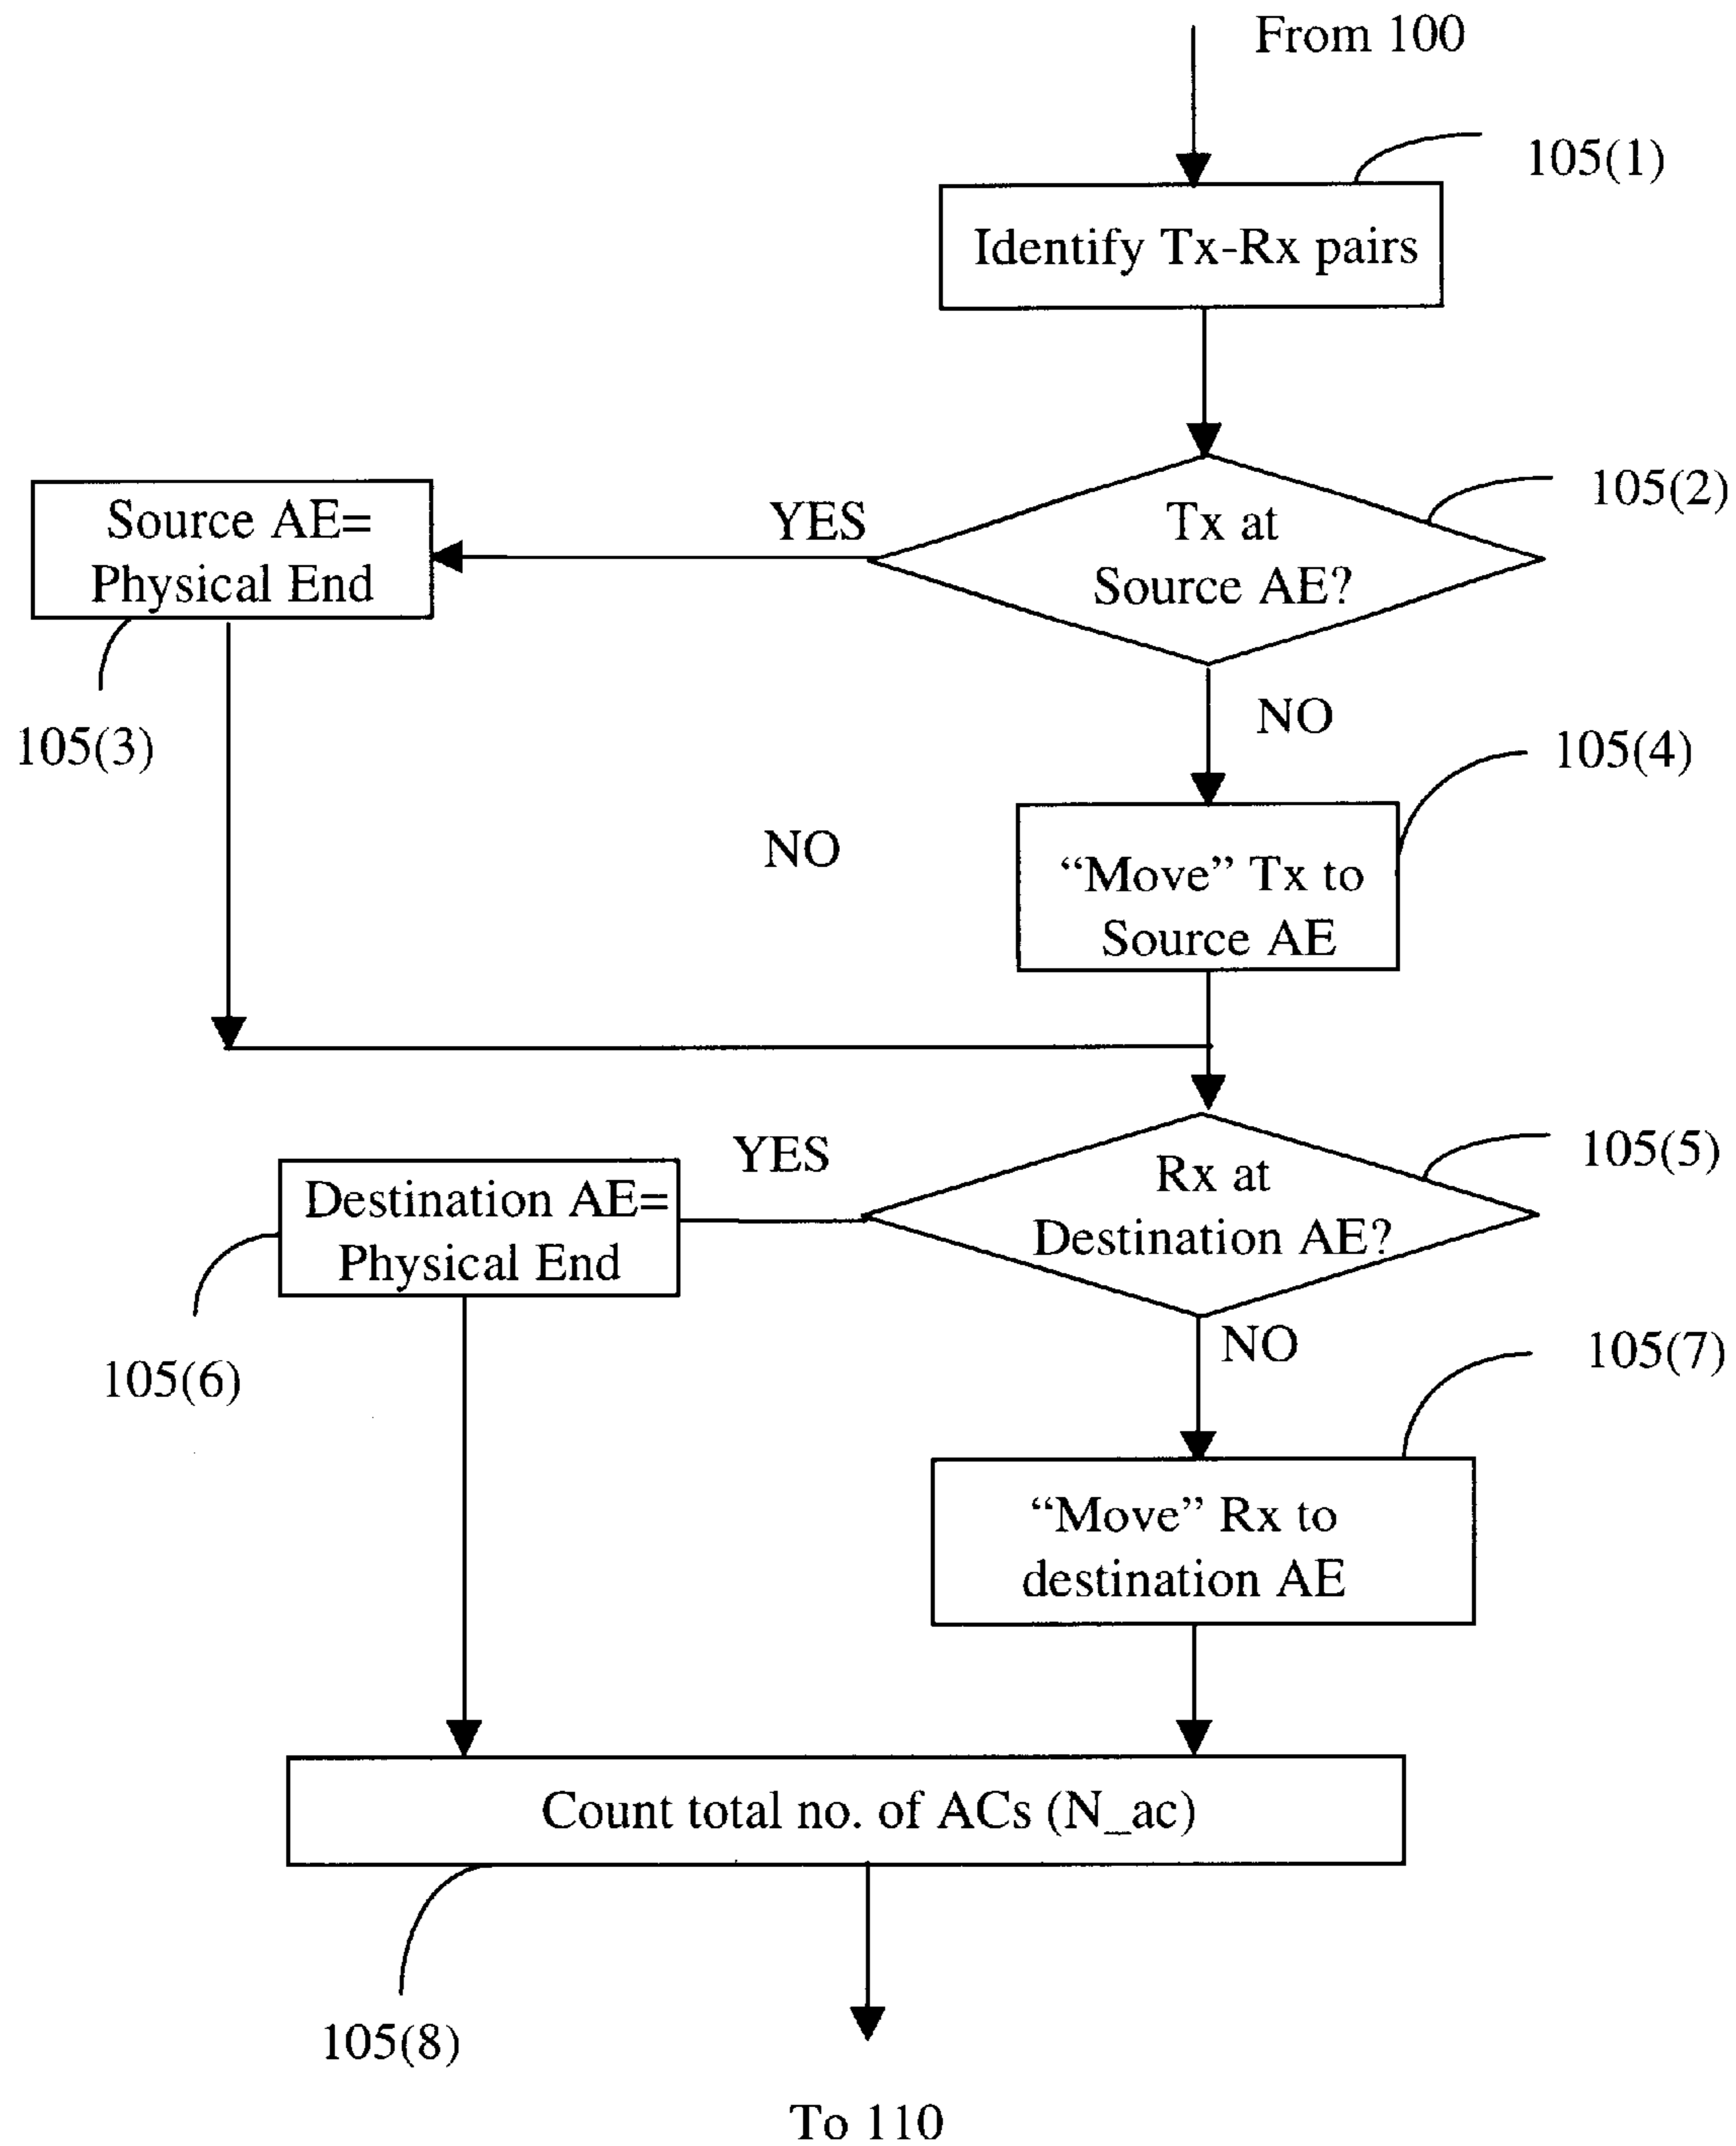 From 100
105(1)
Identify Tx-Rx pairs
105(2)
Tx at
Source AE?
YES
Source AE=
Physical End
105(3)
NO
105(4)
NO
“Move” Tx to
Source AE
105(5)
Rx at
Destination AE?
YES
Destination AE=
Physical End
105(6)
NO
105(7)
“Move” Rx to
destination AE
Count total no. of ACs (N_ac)
105(8)
To 110